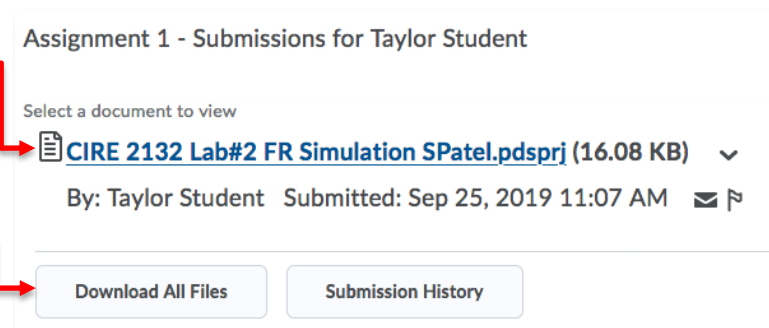 Assignment 1 - Submissions for Taylor Student
Select a document to view
CIRE 2132 Lab#2 FR Simulation SPatel.pdsprj (16.08 KB)
By: Taylor Student Submitted: Sep 25, 2019 11:07 AM
Download All Files Submission History